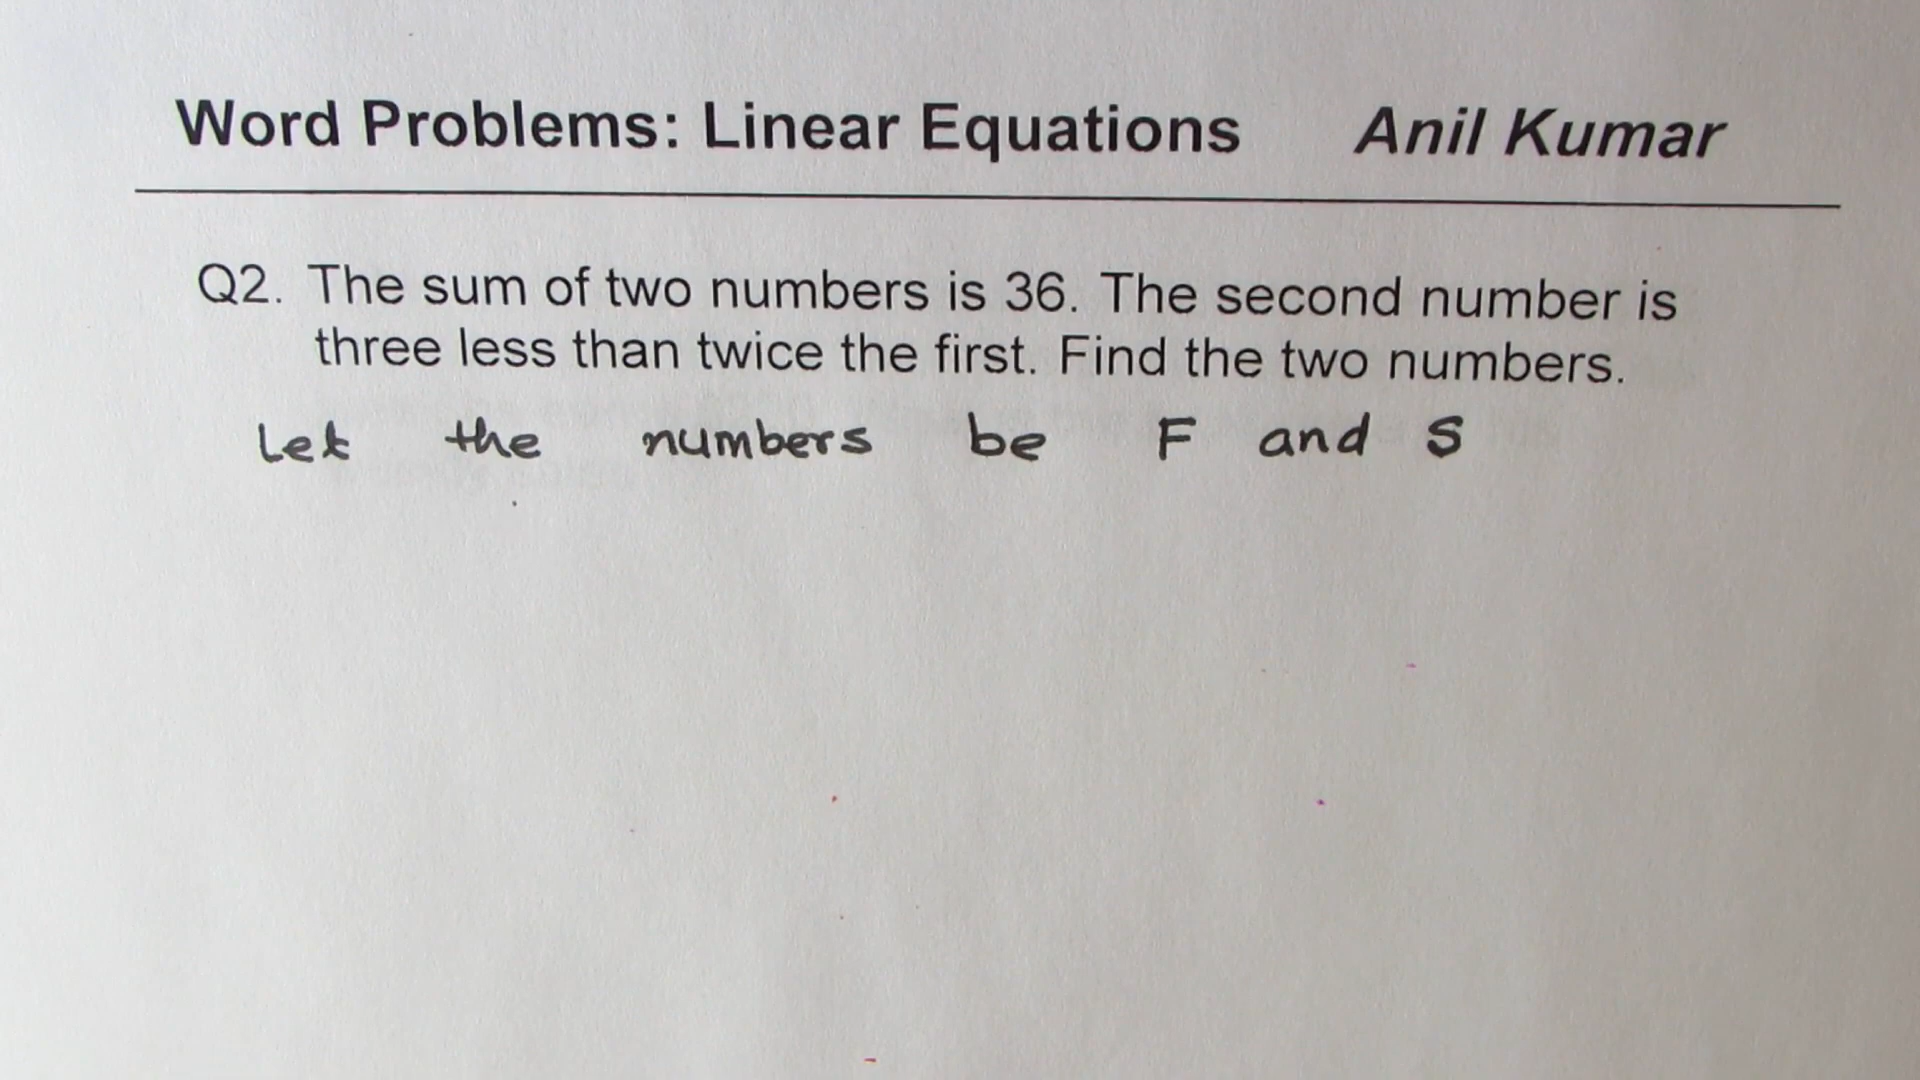 Word Problems: Linear Equations Anil Kumar
Q2. The sum of two numbers is 36. The second number is
three less than twice the first. Find the two numbers.
Let the numbers be F and S